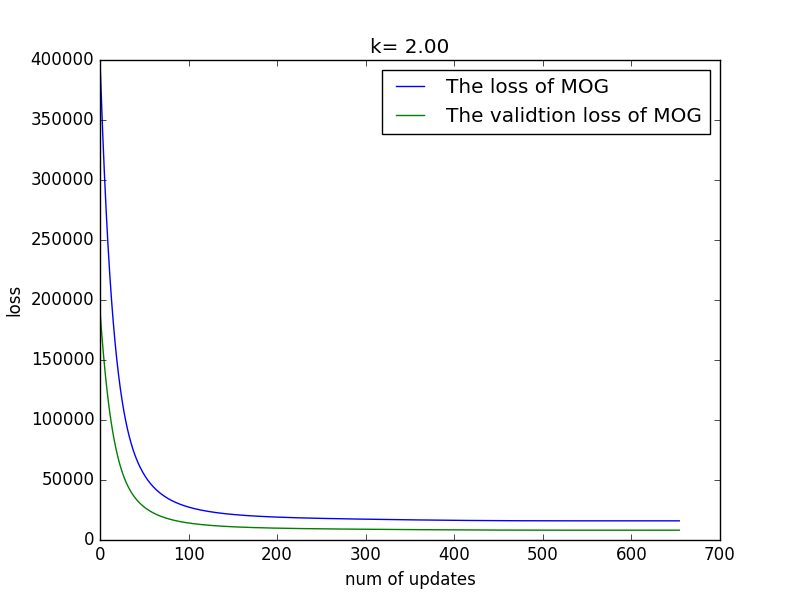 k= 2.00
The loss of MOG
The validtion loss of MOG
400000
350000
300000
250000
200000
150000
100000
50000
0
loss
0 100 200 300 400 500 600 700
num of updates